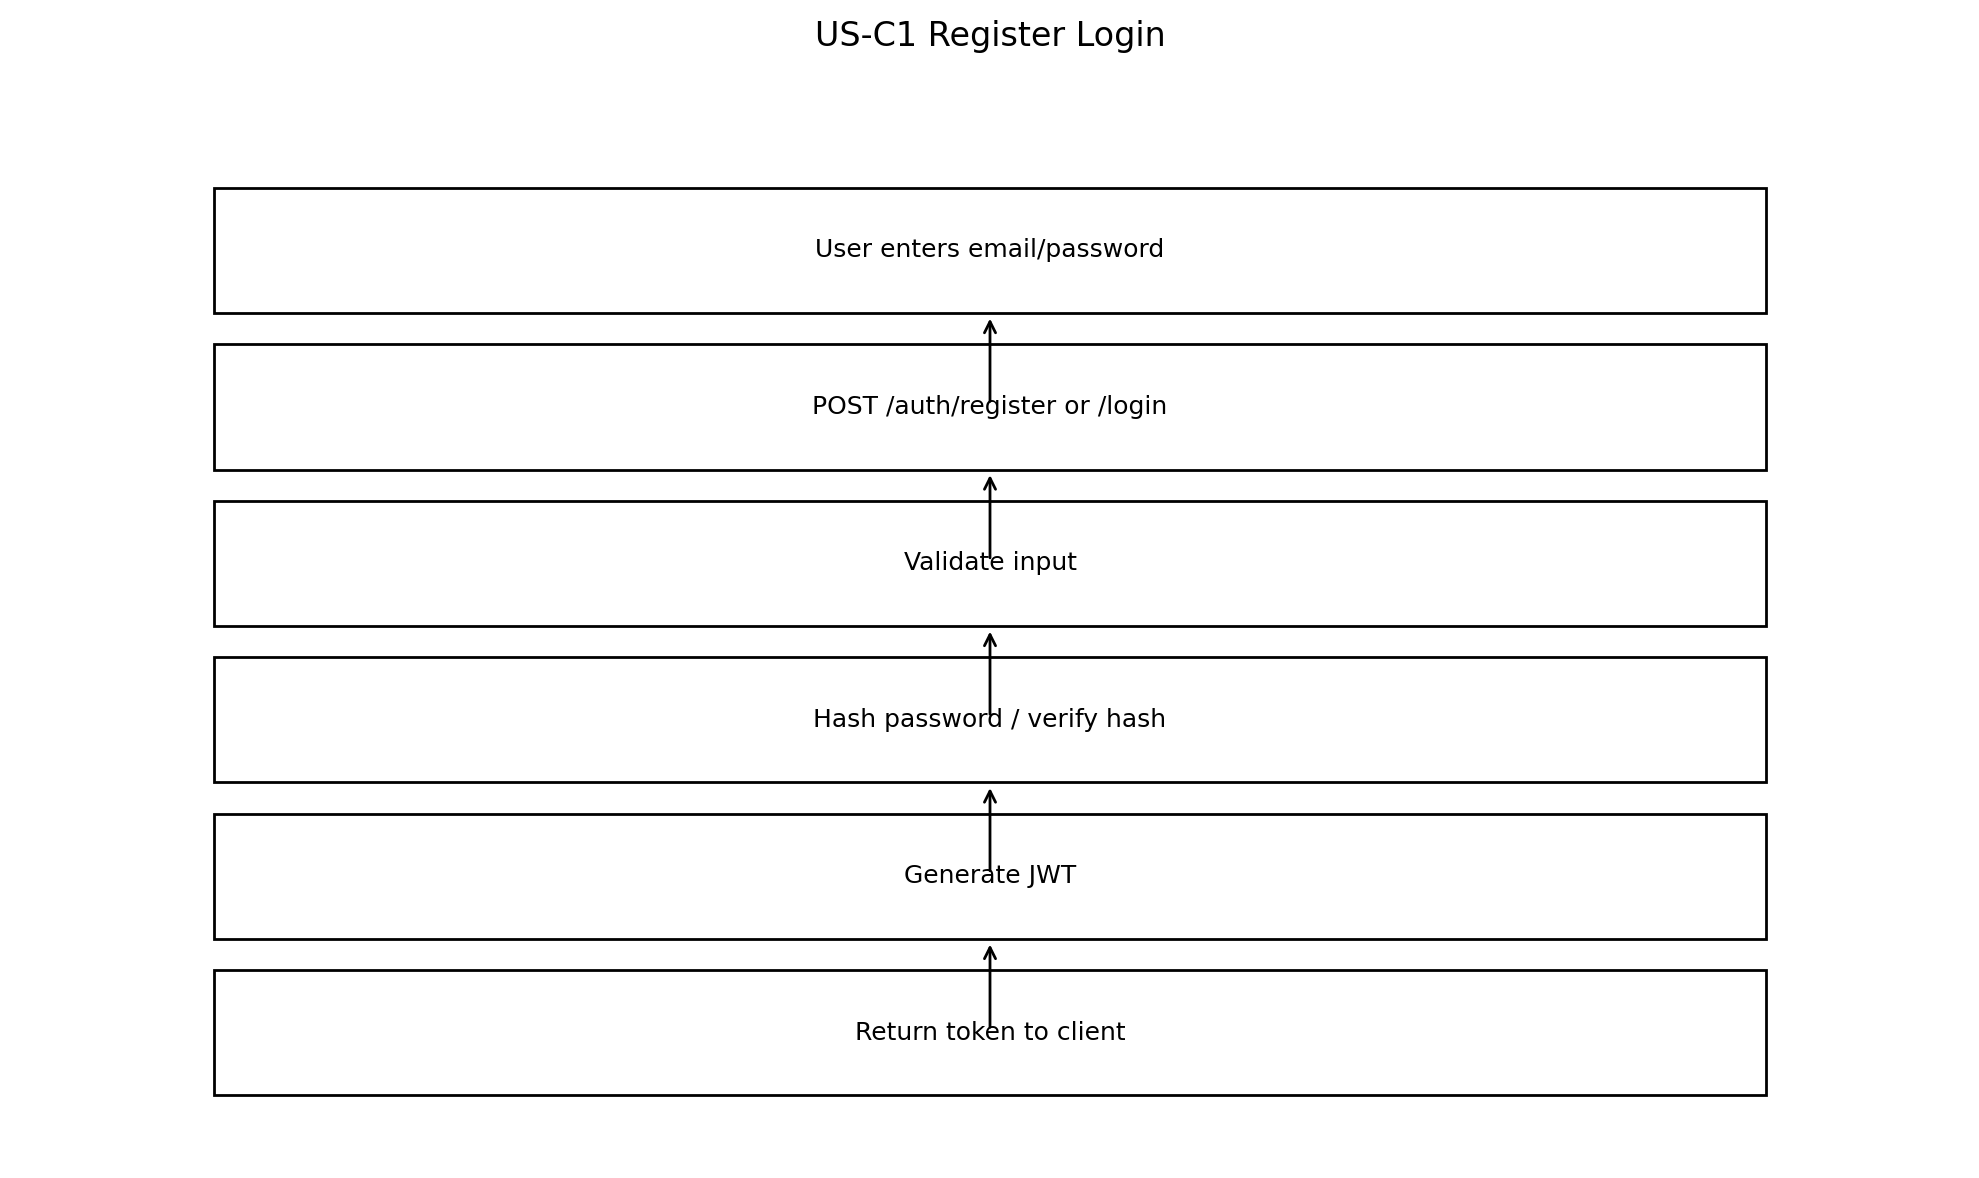 US-C1 Register Login
User enters email/password
POST /auth/register or /login
Validate input
Hash password / verify hash
Generate JWT
Return token to client